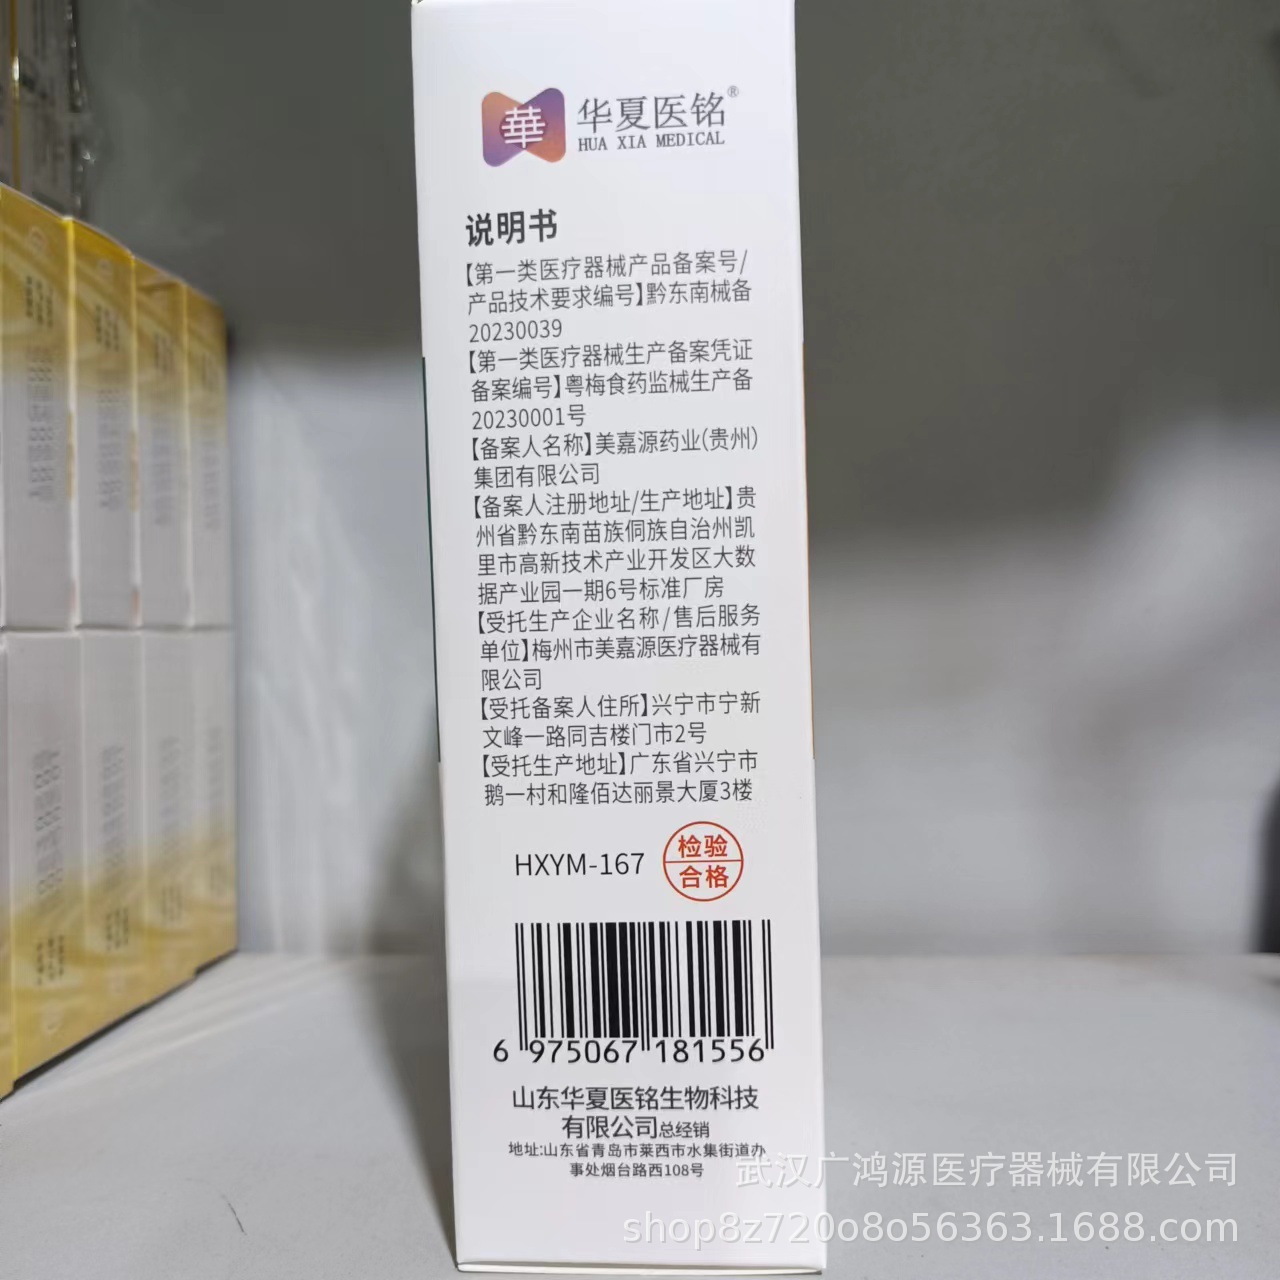 華
华夏医铭®
HUA XIA MEDICAL
说明书
【第一类医疗器械产品备案号/
产品技术要求编号】黔东南械备
20230039
【第一类医疗器械生产备案凭证
备案编号】粤梅食药监械生产备
20230001号
【备案人名称】美嘉源药业(贵州)
集团有限公司
【备案人注册地址/生产地址】贵
州省黔东南苗族侗族自治州凯
里市高新技术产业开发区大数
据产业园一期6号标准厂房
【受托生产企业名称/售后服务
单位】梅州市美嘉源医疗器械有
限公司
【受托备案人住所】兴宁市宁新
文峰一路同吉楼门市2号
【受托生产地址】广东省兴宁市
鹅一村和隆佰达丽景大厦3楼
HXYM-167
检验
合格
6 975067 181556
山东华夏医铭生物科技
有限公司总经销
地址:山东省青岛市莱西市水集街道办
事处烟台路西108号
武汉广鸿源医疗器械有限公司
shop8z720o8o56363.1688.com